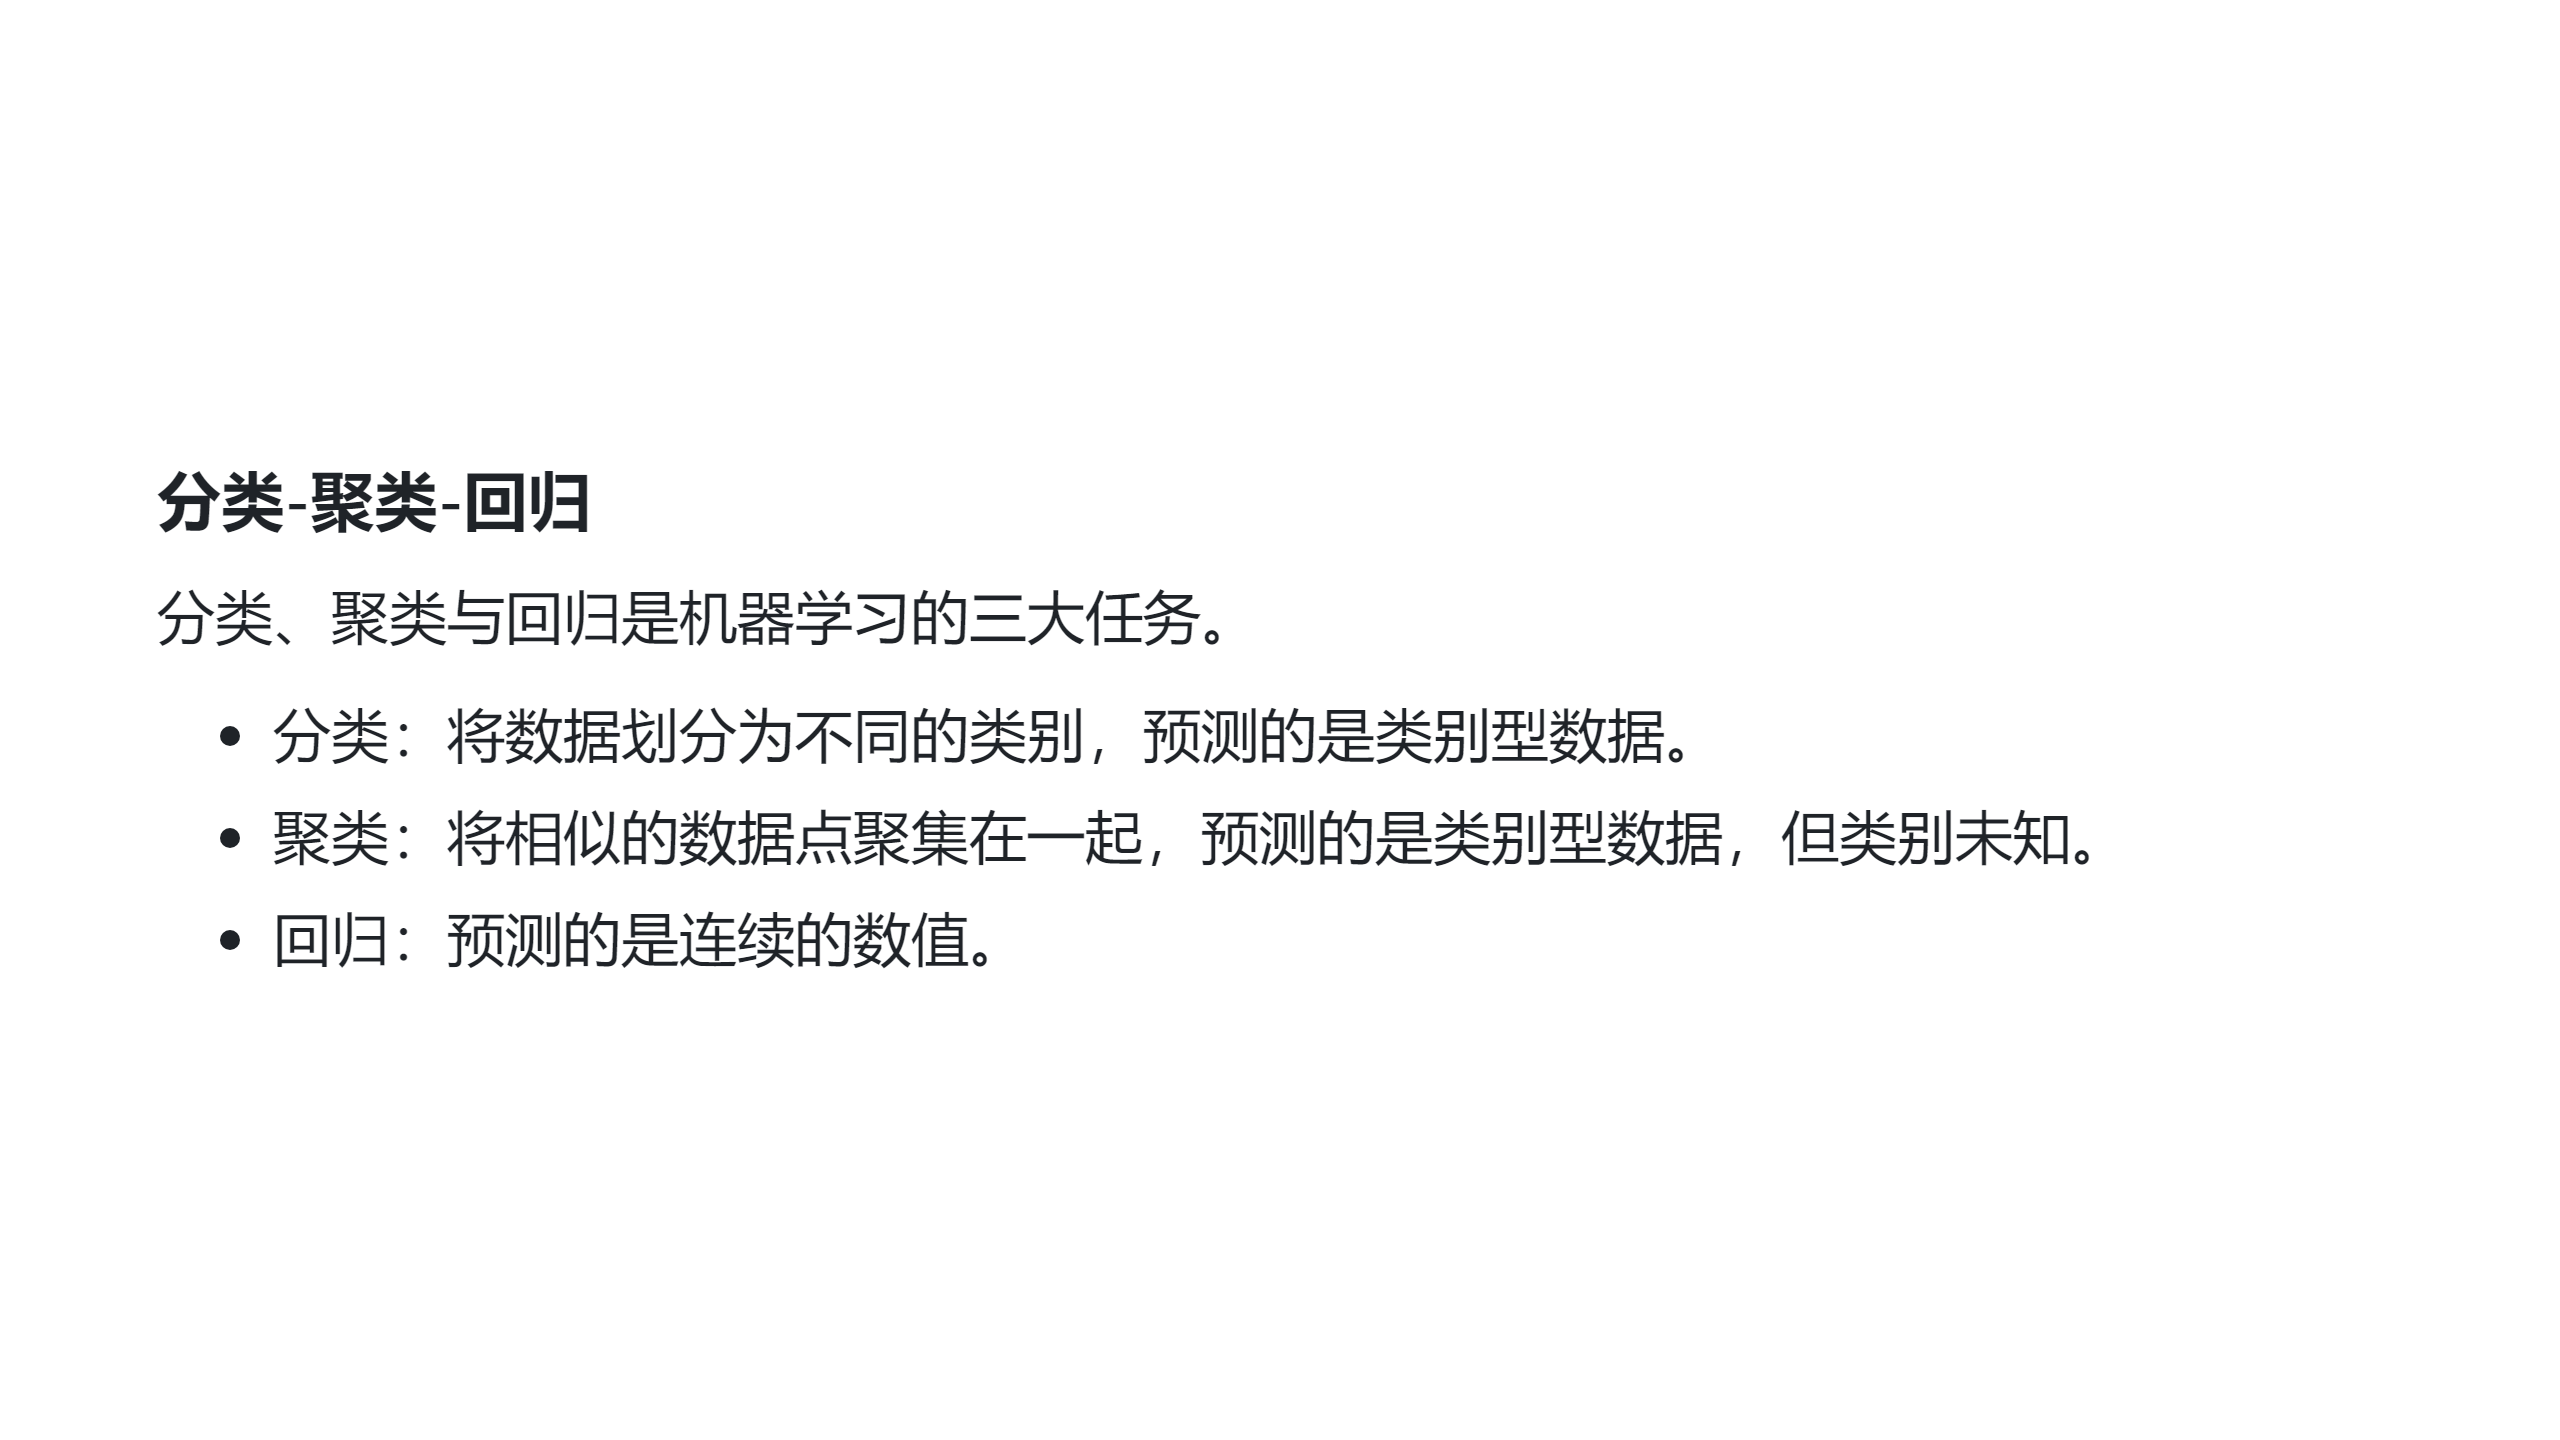 分类-聚类-回归
分类、聚类与回归是机器学习的三大任务。
• 分类：将数据划分为不同的类别，预测的是类别型数据。
• 聚类：将相似的数据点聚集在一起，预测的是类别型数据，但类别未知。
• 回归：预测的是连续的数值。